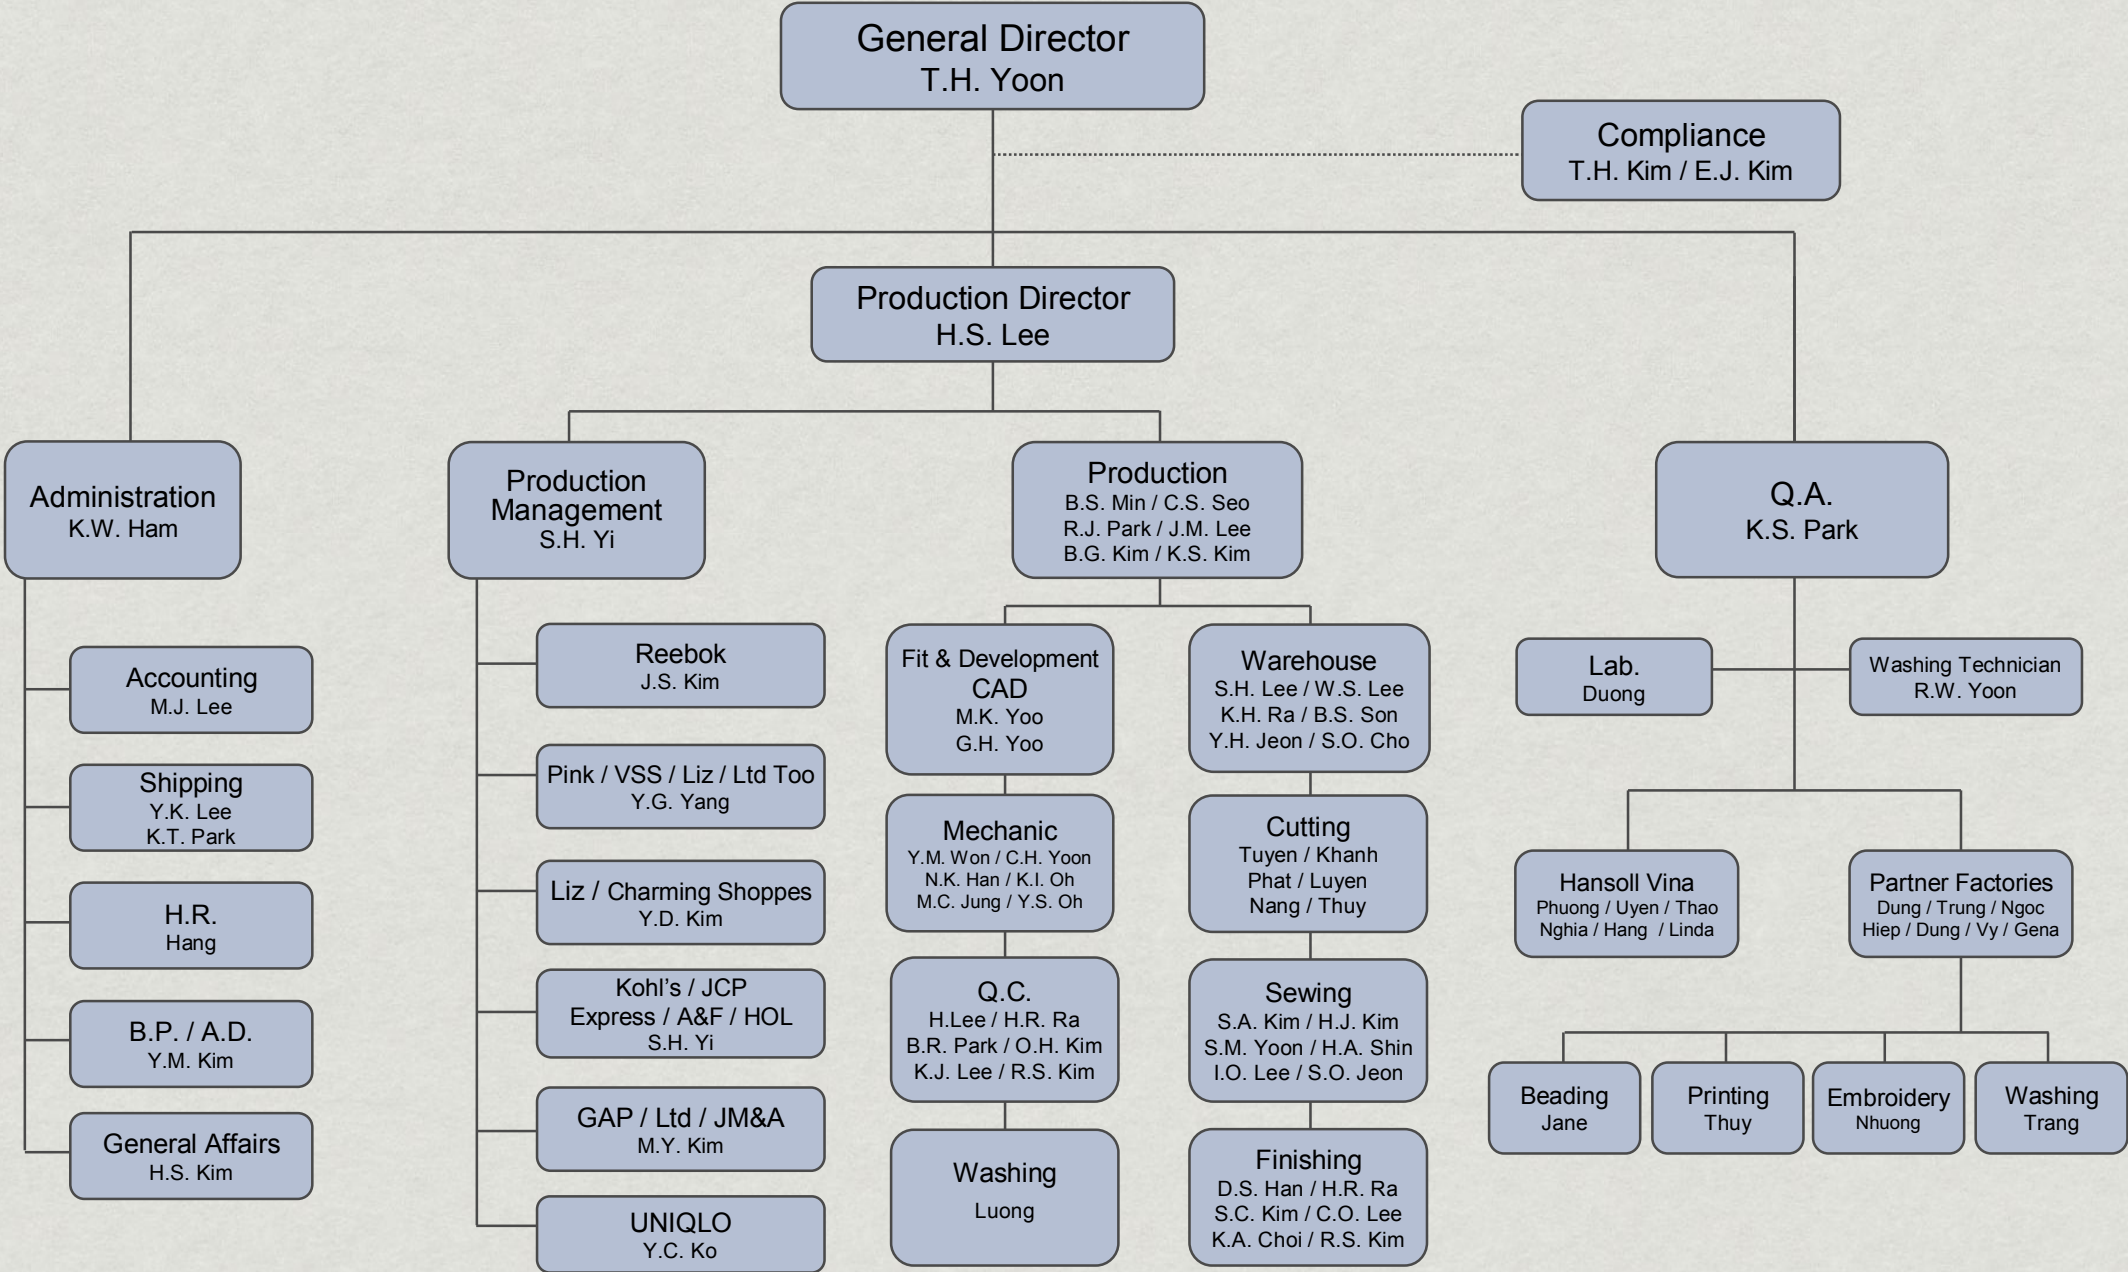 General Director
T.H. Yoon
Compliance
T.H. Kim / E.J. Kim
Production Director
H.S. Lee
Administration
K.W. Ham
Accounting
M.J. Lee
Shipping
Y.K. Lee
K.T. Park
H.R.
Hang
B.P. / A.D.
Y.M. Kim
General Affairs
H.S. Kim
Production
Management
S.H. Yi
Reebok
J.S. Kim
Pink / VSS / Liz / Ltd Too
Y.G. Yang
Liz / Charming Shoppes
Y.D. Kim
Kohl's / JCP
Express / A&F / HOL
S.H. Yi
GAP / Ltd / JM&A
M.Y. Kim
UNIQLO
Y.C. Ko
Production
B.S. Min / C.S. Seo
R.J. Park / J.M. Lee
B.G. Kim / K.S. Kim
Fit & Development
CAD
M.K. Yoo
G.H. Yoo
Mechanic
Y.M. Won / C.H. Yoon
N.K. Han / K.I. Oh
M.C. Jung / Y.S. Oh
Q.C.
H.Lee / H.R. Ra
B.R. Park / O.H. Kim
K.J. Lee / R.S. Kim
Washing
Luong
Warehouse
S.H. Lee / W.S. Lee
K.H. Ra / B.S. Son
Y.H. Jeon / S.O. Cho
Cutting
Tuyen / Khanh
Phat / Luyen
Nang / Thuy
Sewing
S.A. Kim / H.J. Kim
S.M. Yoon / H.A. Shin
I.O. Lee / S.O. Jeon
Finishing
D.S. Han / H.R. Ra
S.C. Kim / C.O. Lee
K.A. Choi / R.S. Kim
Q.A.
K.S. Park
Lab.
Duong
Washing Technician
R.W. Yoon
Hansoll Vina
Phuong / Uyen / Thao
Nghia / Hang / Linda
Partner Factories
Dung / Trung / Ngoc
Hiep / Dung / Vy / Gena
Beading
Jane
Printing
Thuy
Embroidery
Nhuong
Washing
Trang